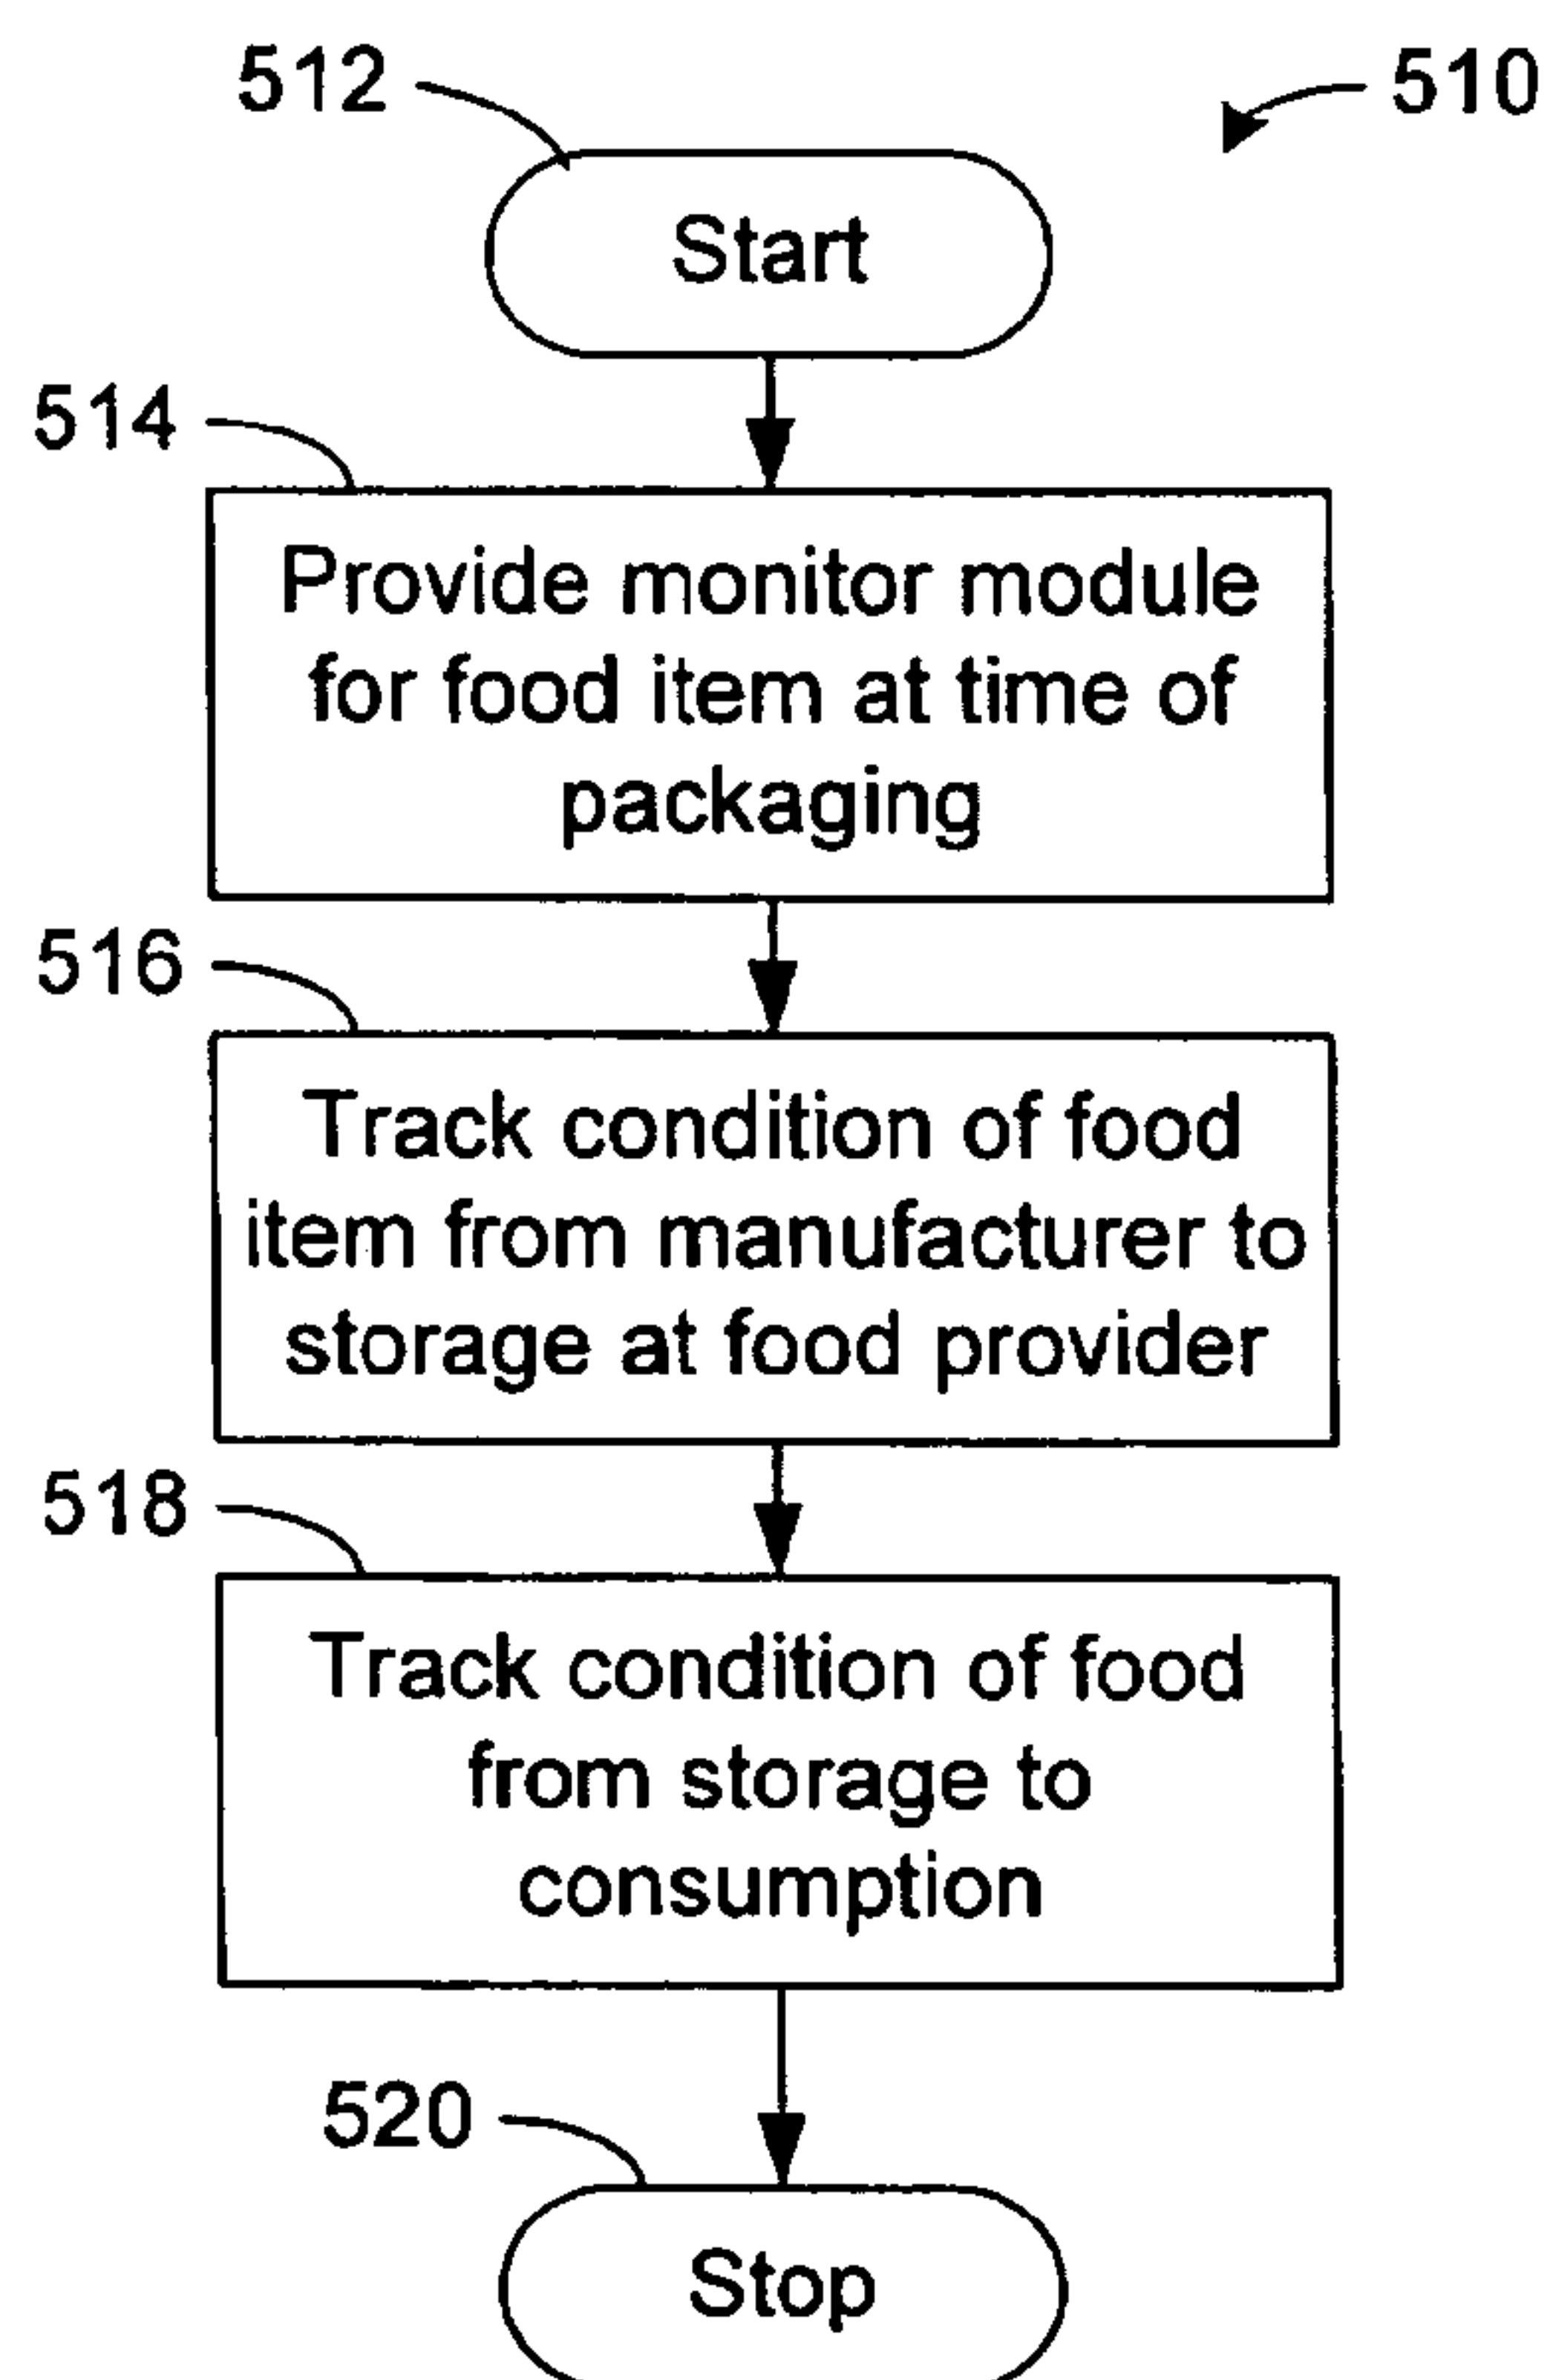 512
510
Start
514
Provide monitor module
for food item at time of
packaging
516
Track condition of food
item from manufacturer to
storage at food provider
518
Track condition of food
from storage to
consumption
520
Stop